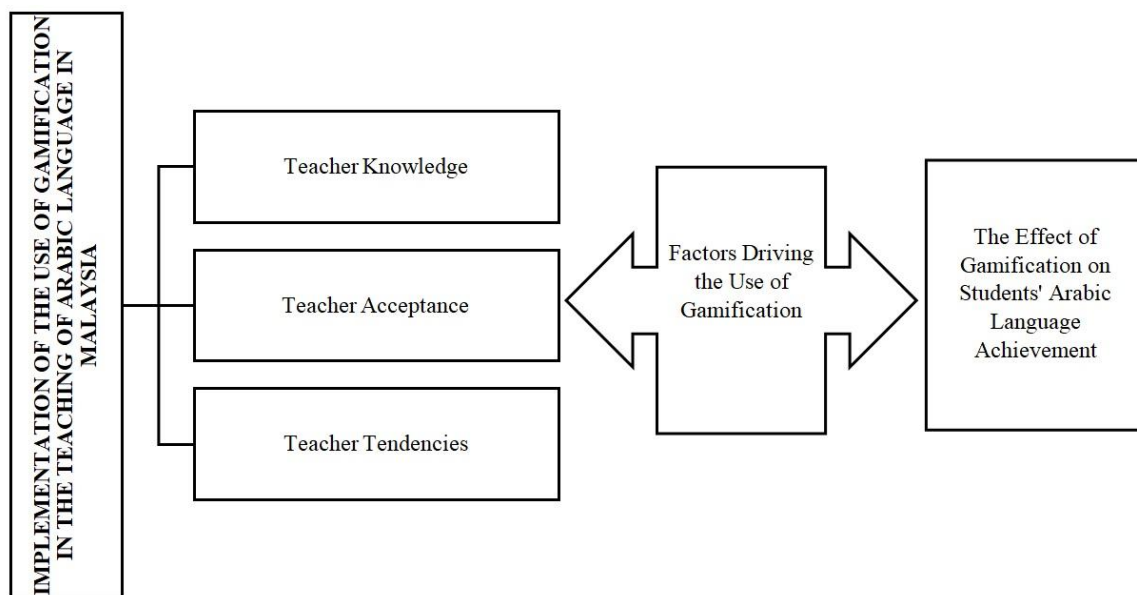 IMPLEMENTATION OF THE USE OF GAMIFICATION
IN THE TEACHING OF ARABIC LANGUAGE IN
MALAYSIA
Teacher Knowledge
Teacher Acceptance
Teacher Tendencies
Factors Driving
the Use of
Gamification
The Effect of
Gamification on
Students' Arabic
Language
Achievement